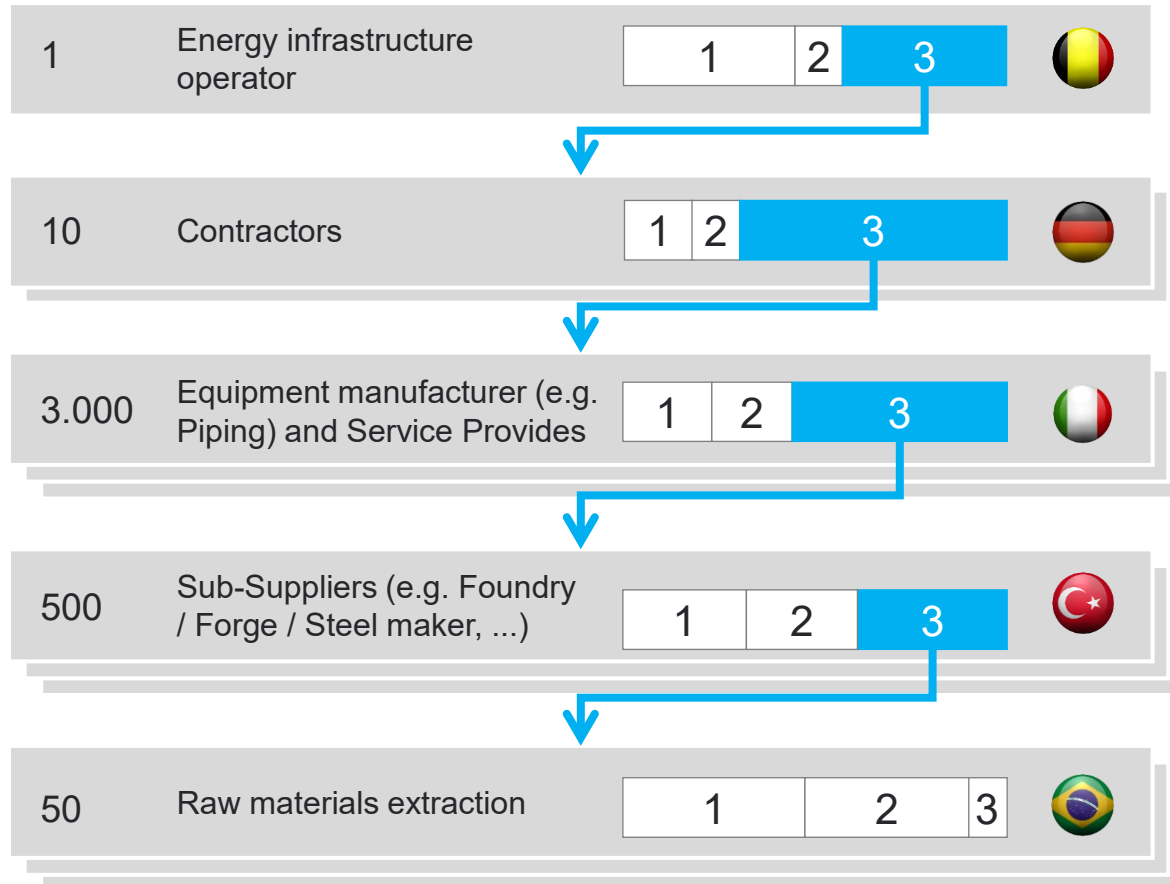 1
Energy infrastructure
operator
1 2 3
10
Contractors
1 2 3
3.000
Equipment manufacturer (e.g.
Piping) and Service Provides
1 2 3
500
Sub-Suppliers (e.g. Foundry
/ Forge / Steel maker, ...)
1 2 3
50
Raw materials extraction
1 2 3